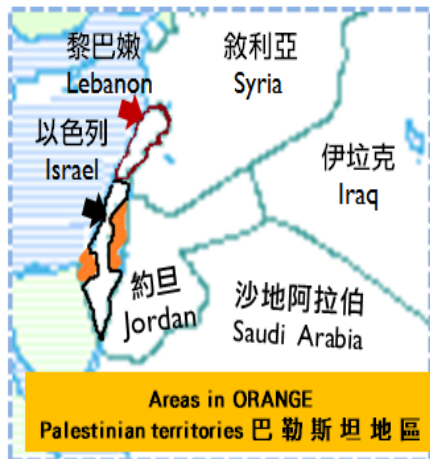 黎巴嫩
Lebanon
敘利亞
Syria
以色列
Israel
伊拉克
Iraq
約旦
Jordan
沙地阿拉伯
Saudi Arabia
Areas in ORANGE
Palestinian territories 巴勒斯坦地區